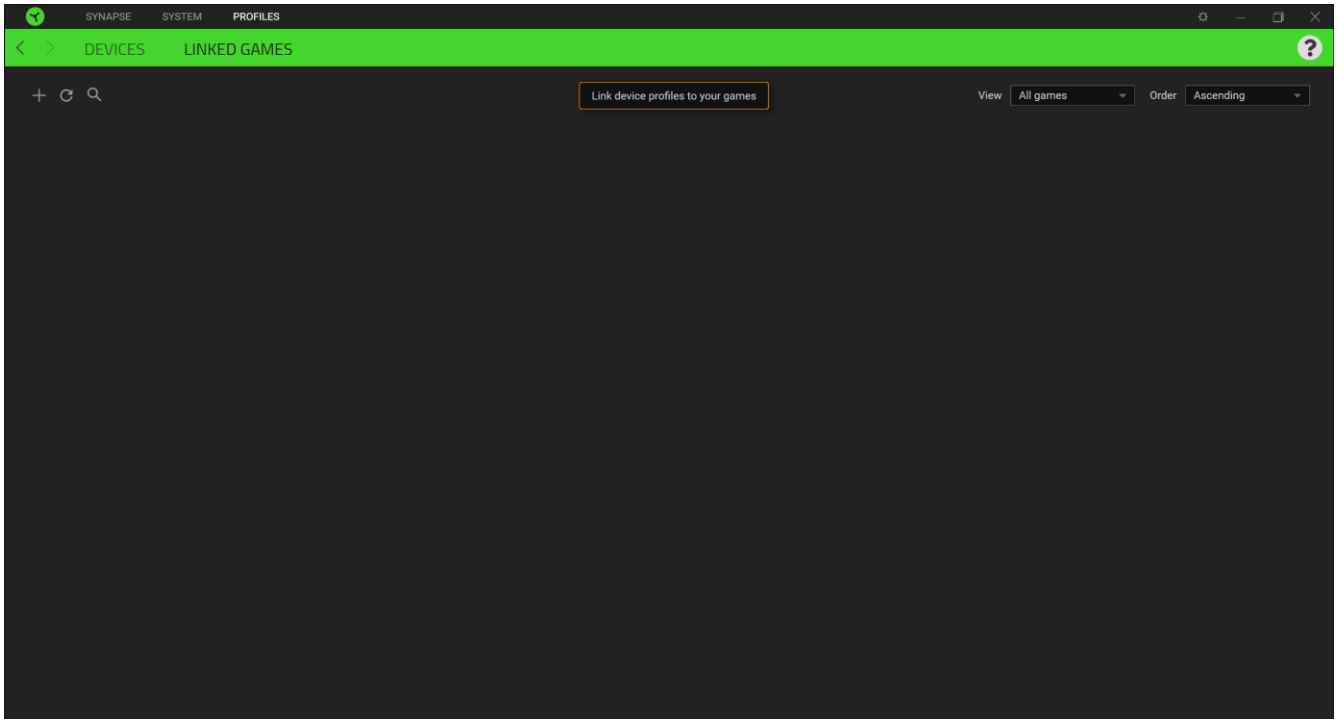 SYNAPSE SYSTEM PROFILES
DEVICES LINKED GAMES ?
Link device profiles to your games View All games Order Ascending